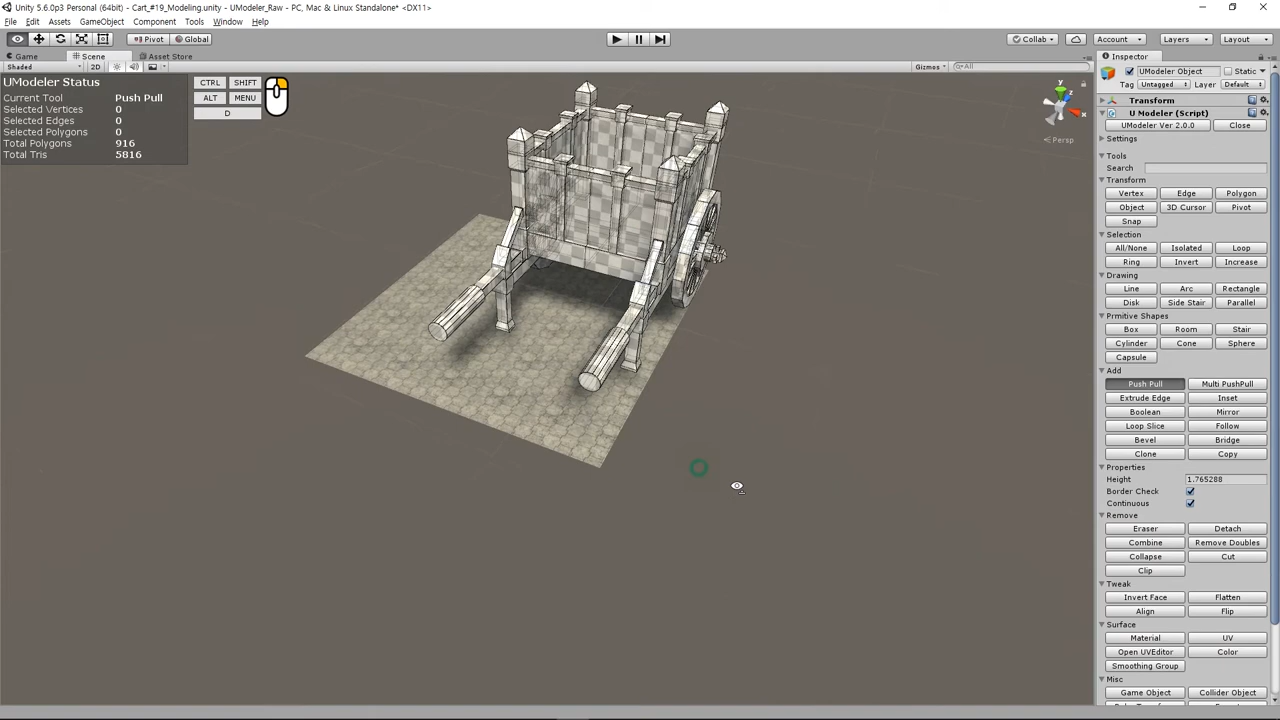 Unity 5.6.0p3 Personal (64bit) - Cart_#19_Modeling.unity - UModeler_Raw - PC, Mac & Linux Standalone* <DX11>
File Edit Assets GameObject Component Tools Window Help
Pivot Global Collab Account Layers Layout
Game Scene Asset Store Inspector
Shaded 2D Gizmos All
UModeler Status
Current Tool Push Pull
Selected Vertices 0
Selected Edges 0
Selected Polygons 0
Total Polygons 916
Total Tris 5816
CTRL SHIFT
ALT MENU
D
y
z
x
Persp
UModeler Object Static
Tag Untagged Layer Default
Transform
U Modeler (Script)
UModeler Ver 2.0.0 Close
Settings
Tools
Search
Transform
Vertex Edge Polygon
Object 3D Cursor Pivot
Snap
Selection
All/None Isolated Loop
Ring Invert Increase
Drawing
Line Arc Rectangle
Disk Side Stair Parallel
Prmitive Shapes
Box Room Stair
Cylinder Cone Sphere
Capsule
Add
Push Pull Multi PushPull
Extrude Edge Inset
Boolean Mirror
Loop Slice Follow
Bevel Bridge
Clone Copy
Properties
Height 1.765288
Border Check
Continuous
Remove
Eraser Detach
Combine Remove Doubles
Collapse Cut
Clip
Tweak
Invert Face Flatten
Align Flip
Surface
Material UV
Open UVEditor Color
Smoothing Group
Misc
Game Object Collider Object